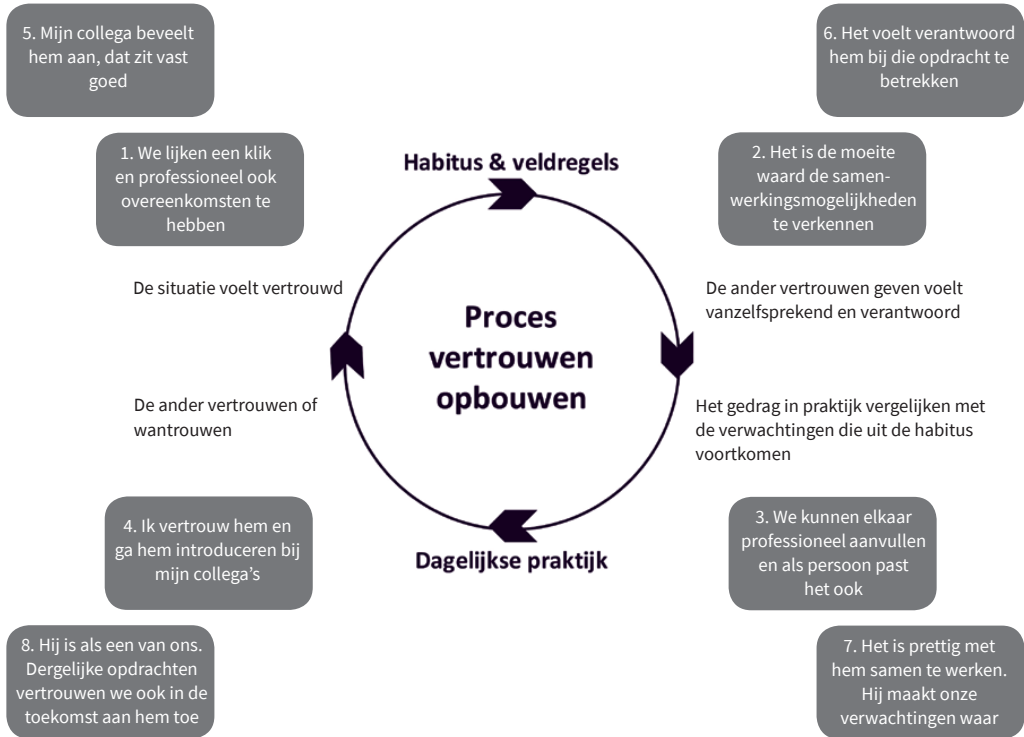 5. Mijn collega beveelt
hem aan, dat zit vast
goed
6. Het voelt verantwoord
hem bij die opdracht te
betrekken
1. We lijken een klik
en professioneel ook
overeenkomsten te
hebben
Habitus & veldregels
2. Het is de moeite
waard de samen-
werkingsmogelijkheden
te verkennen
De situatie voelt vertrouwd
De ander vertrouwen geven voelt
vanzelfsprekend en verantwoord
Proces
vertrouwen
opbouwen
De ander vertrouwen of
wantrouwen
Het gedrag in praktijk vergelijken met
de verwachtingen die uit de habitus
voortkomen
4. Ik vertrouw hem en
ga hem introduceren bij
mijn collega’s
Dagelijkse praktijk
3. We kunnen elkaar
professioneel aanvullen
en als persoon past
het ook
8. Hij is als een van ons.
Dergelijke opdrachten
vertrouwen we ook in de
toekomst aan hem toe
7. Het is prettig met
hem samen te werken.
Hij maakt onze
verwachtingen waar